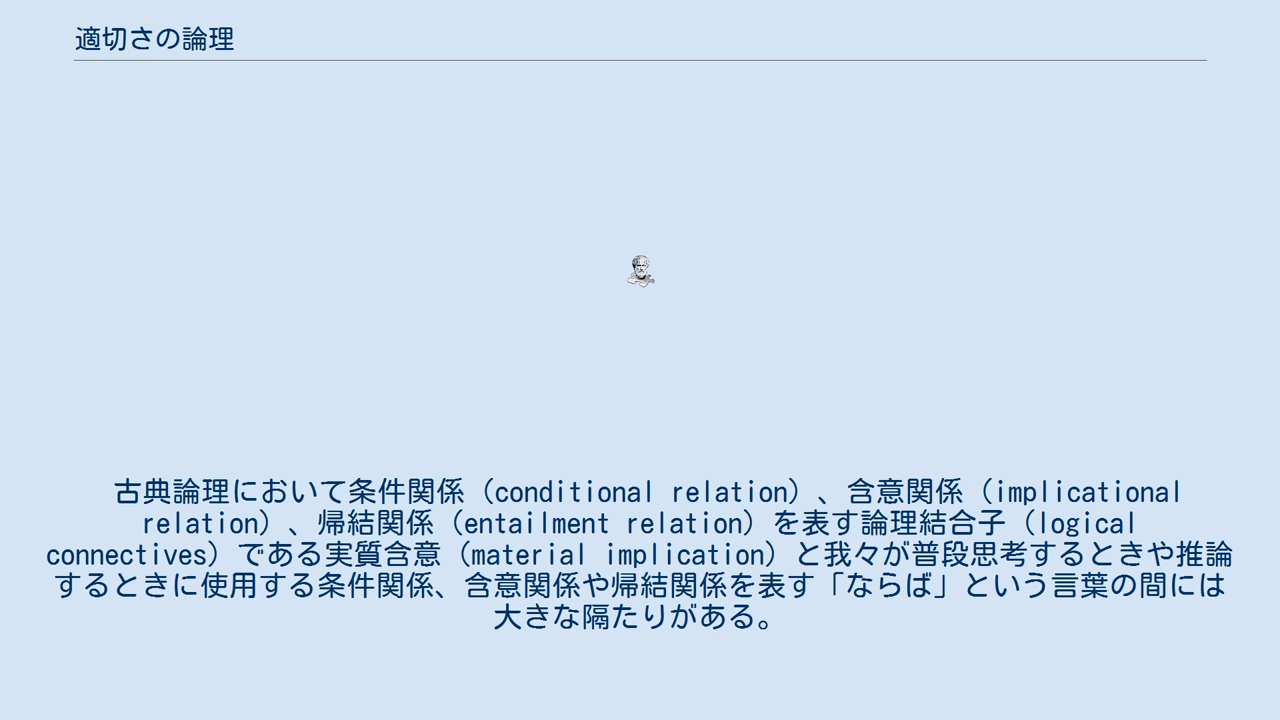 適切さの論理
古典論理において条件関係（conditional relation）、含意関係（implicational
relation）、帰結関係（entailment relation）を表す論理結合子（logical
connectives）である実質含意（material implication）と我々が普段思考するときや推論
するときに使用する条件関係、含意関係や帰結関係を表す「ならば」という言葉の間には
大きな隔たりがある。